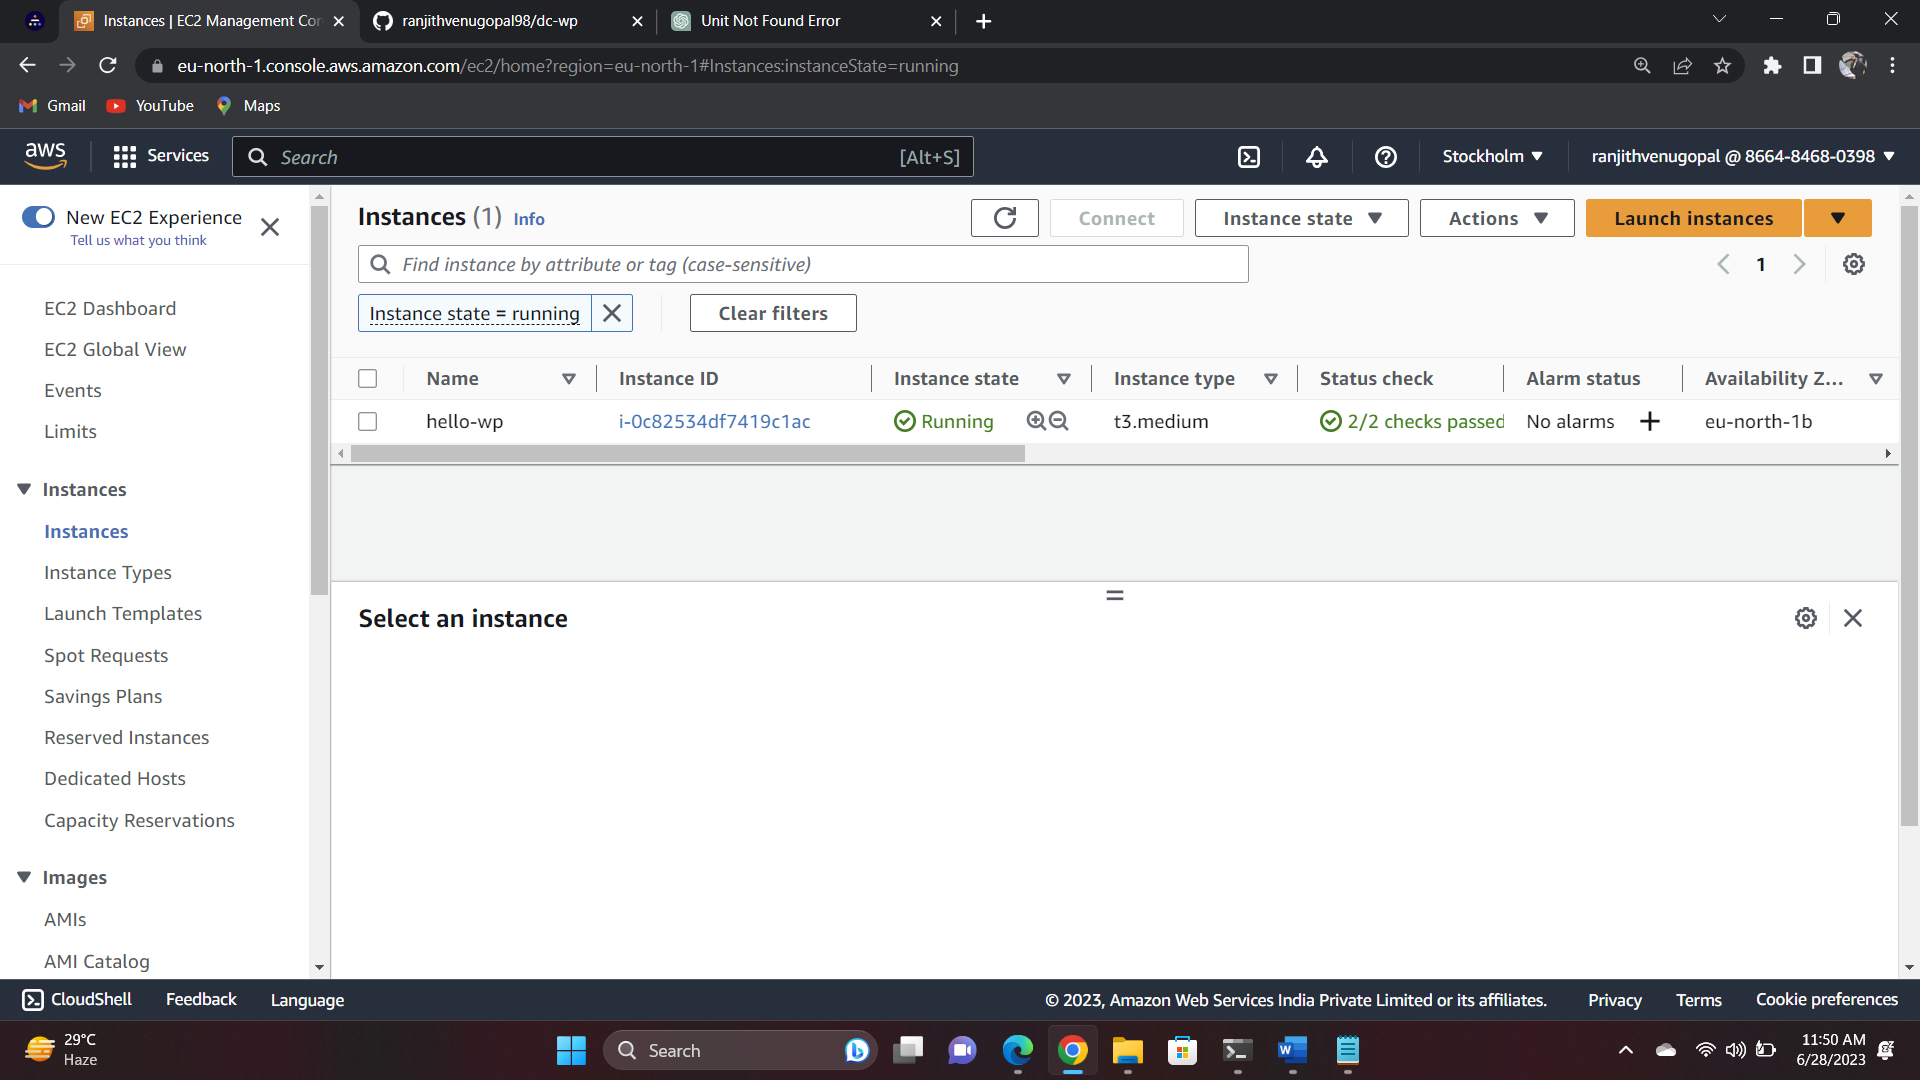 Instances | EC2 Management Con
ranjithvenugopal98/dc-wp
Unit Not Found Error
eu-north-1.console.aws.amazon.com/ec2/home?region=eu-north-1#Instances:instanceState=running
Gmail
YouTube
Maps
aws
Services
Search
[Alt+S]
Stockholm
ranjithvenugopal @ 8664-8468-0398
New EC2 Experience
Tell us what you think
EC2 Dashboard
EC2 Global View
Events
Limits
Instances
Instances
Instance Types
Launch Templates
Spot Requests
Savings Plans
Reserved Instances
Dedicated Hosts
Capacity Reservations
Images
AMIs
AMI Catalog
Instances (1) Info
Connect
Instance state
Actions
Launch instances
Find instance by attribute or tag (case-sensitive)
1
Instance state = running
Clear filters
Name Instance ID Instance state Instance type Status check Alarm status Availability Z...
hello-wp i-0c82534df7419c1ac Running t3.medium 2/2 checks passed No alarms eu-north-1b
Select an instance
CloudShell
Feedback
Language
© 2023, Amazon Web Services India Private Limited or its affiliates.
Privacy
Terms
Cookie preferences
29°C
Haze
Search
11:50 AM
6/28/2023